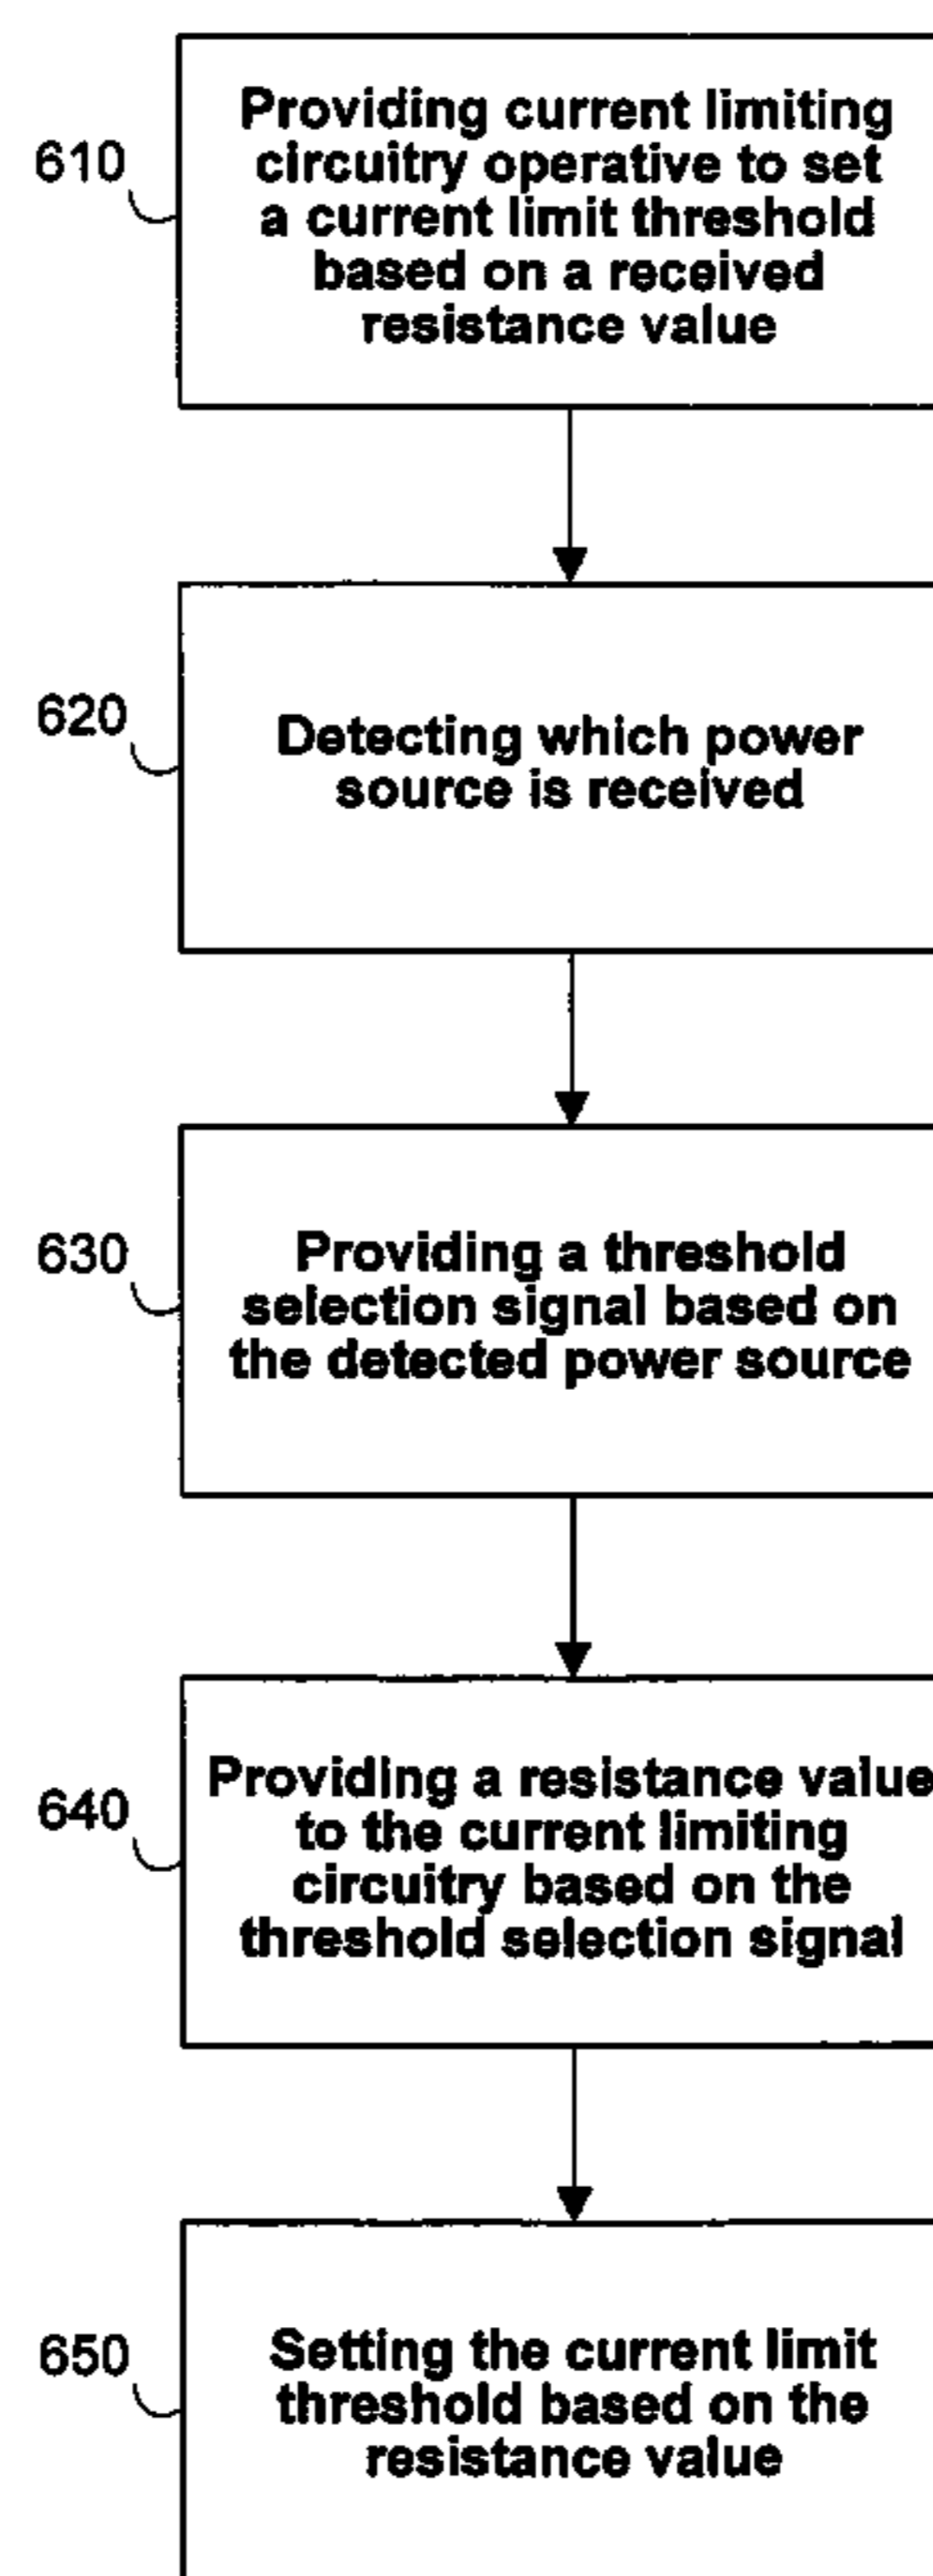 610
Providing current limiting
circuitry operative to set
a current limit threshold
based on a received
resistance value
620
Detecting which power
source is received
630
Providing a threshold
selection signal based on
the detected power source
640
Providing a resistance value
to the current limiting
circuitry based on the
threshold selection signal
650
Setting the current limit
threshold based on the
resistance value